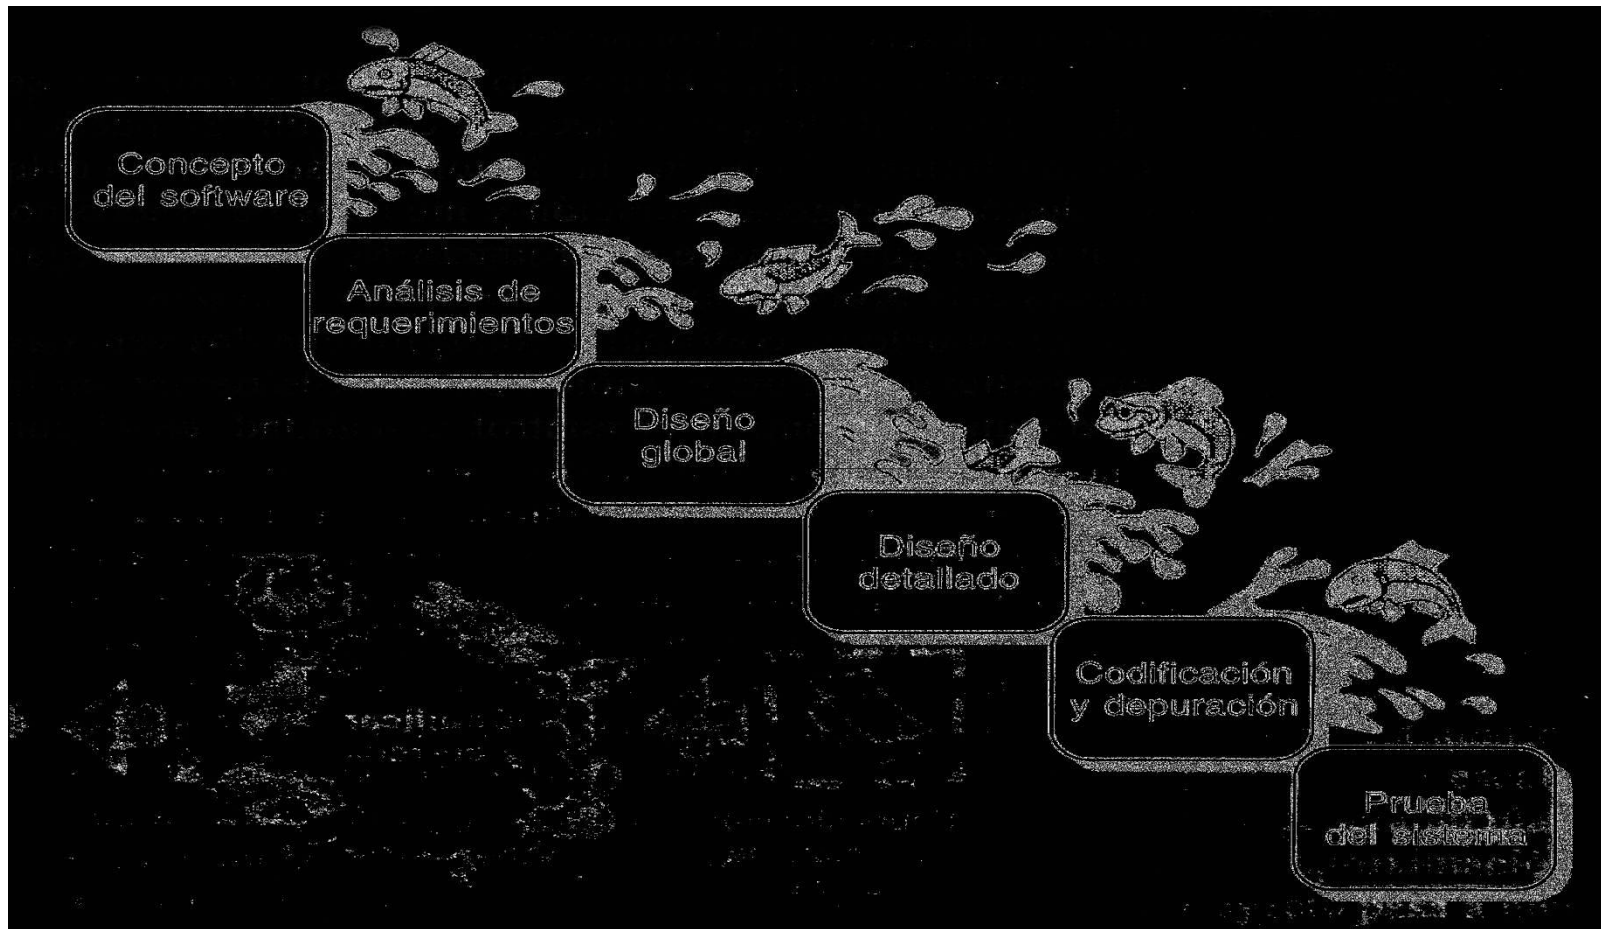 Concepto
del software
Análisis de
requerimientos
Diseño
global
Diseño
detallado
Codificación
y depuración
Prueba
del sistema